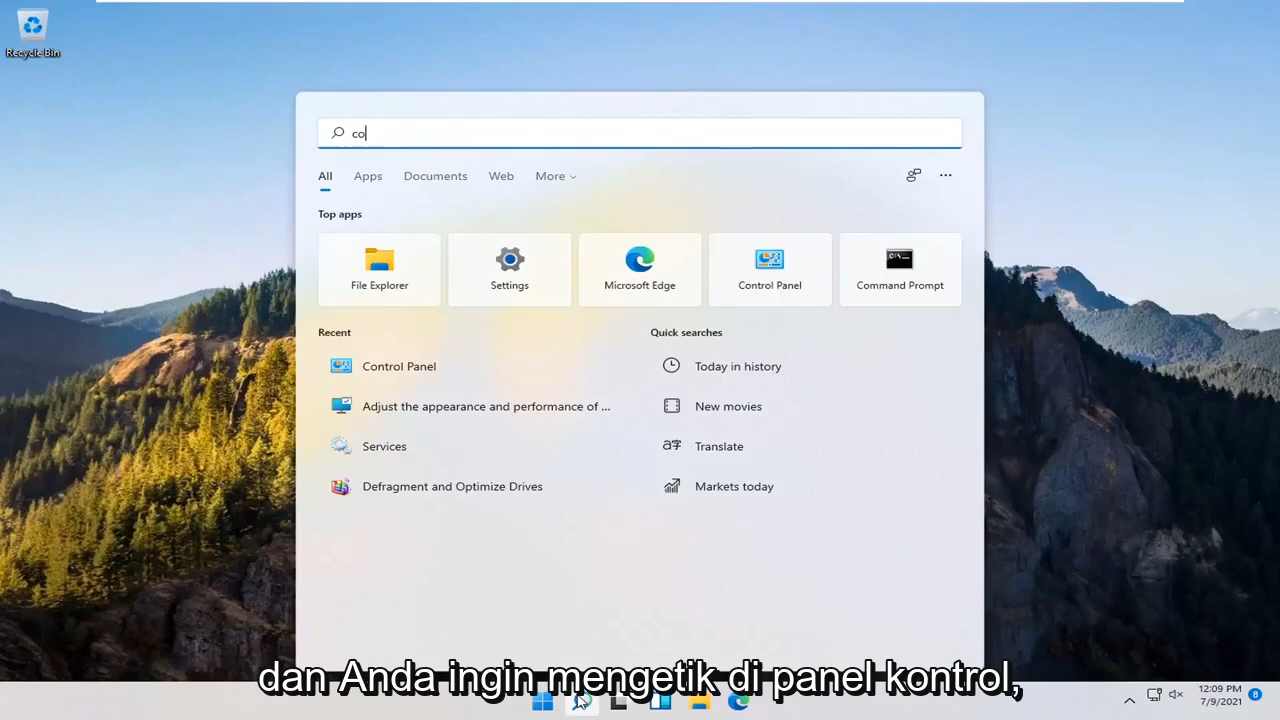 Recycle Bin
co
All
Apps
Documents
Web
More
Top apps
File Explorer
Settings
Microsoft Edge
Control Panel
Command Prompt
Recent
Quick searches
Control Panel
Today in history
Adjust the appearance and performance of ...
New movies
Services
Translate
Defragment and Optimize Drives
Markets today
dan Anda ingin mengetik di panel kontrol,
12:09 PM
7/9/2021
8